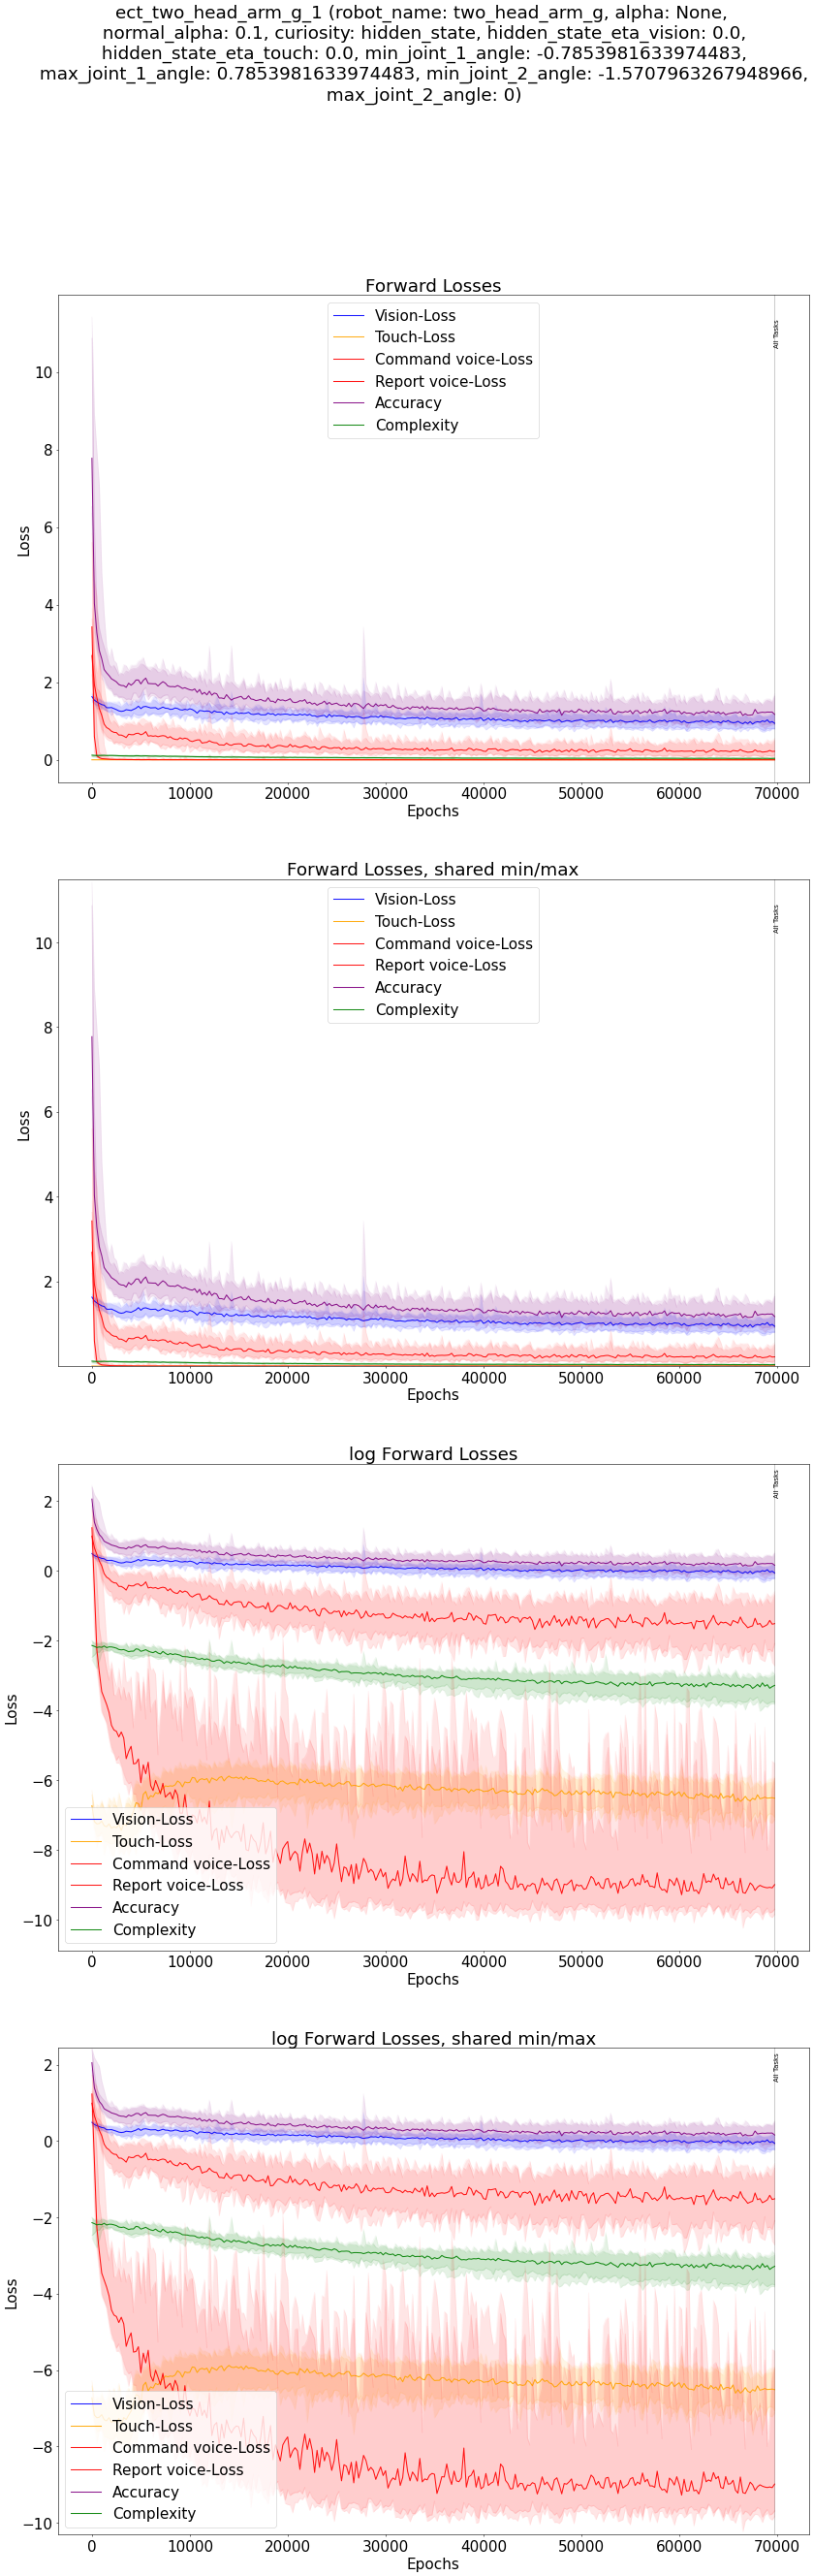 ect_two_head_arm_g_1 (robot_name: two_head_arm_g, alpha: None,
normal_alpha: 0.1, curiosity: hidden_state, hidden_state_eta_vision: 0.0,
hidden_state_eta_touch: 0.0, min_joint_1_angle: -0.7853981633974483,
max_joint_1_angle: 0.7853981633974483, min_joint_2_angle: -1.5707963267948966,
max_joint_2_angle: 0)
Forward Losses
Vision-Loss
Touch-Loss
Command voice-Loss
Report voice-Loss
Accuracy
Complexity
All Tasks
10
8
6
4
2
0
Loss
0 10000 20000 30000 40000 50000 60000 70000
Epochs
Forward Losses, shared min/max
Vision-Loss
Touch-Loss
Command voice-Loss
Report voice-Loss
Accuracy
Complexity
All Tasks
10
8
6
4
2
Loss
0 10000 20000 30000 40000 50000 60000 70000
Epochs
log Forward Losses
All Tasks
2
0
−2
−4
−6
−8
−10
Loss
Vision-Loss
Touch-Loss
Command voice-Loss
Report voice-Loss
Accuracy
Complexity
0 10000 20000 30000 40000 50000 60000 70000
Epochs
log Forward Losses, shared min/max
All Tasks
2
0
−2
−4
−6
−8
−10
Loss
Vision-Loss
Touch-Loss
Command voice-Loss
Report voice-Loss
Accuracy
Complexity
0 10000 20000 30000 40000 50000 60000 70000
Epochs